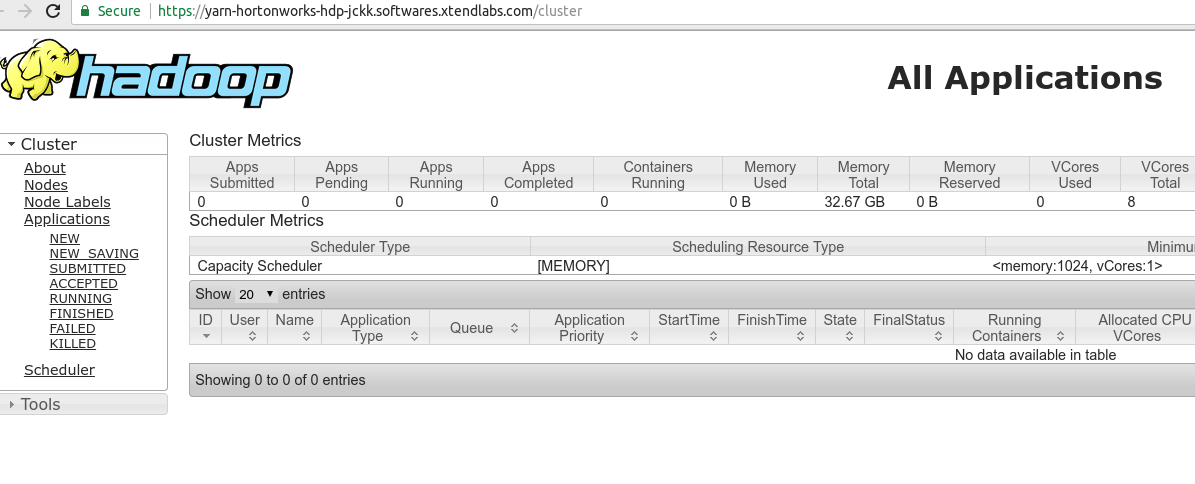 Secure https://yarn-hortonworks-hdp-jckk.softwares.xtendlabs.com/cluster
hadoop
All Applications
Cluster
About
Nodes
Node Labels
Applications
NEW
NEW_SAVING
SUBMITTED
ACCEPTED
RUNNING
FINISHED
FAILED
KILLED
Scheduler
Tools
Cluster Metrics
Apps Submitted Apps Pending Apps Running Apps Completed Containers Running Memory Used Memory Total Memory Reserved VCores Used VCores Total
0 0 0 0 0 0 B 32.67 GB 0 B 0 8
Scheduler Metrics
Scheduler Type Scheduling Resource Type Minimu
Capacity Scheduler [MEMORY] <memory:1024, vCores:1>
Show 20 entries
ID User Name Application Type Queue Application Priority StartTime FinishTime State FinalStatus Running Containers Allocated CPU VCores
No data available in table
Showing 0 to 0 of 0 entries